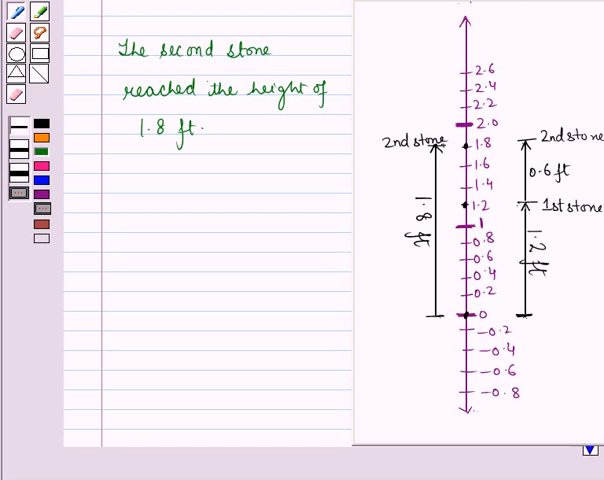 The second stone
reached the height of
1.8 ft.
2.6
2.4
2.2
2.0
2nd stone
1.8
2nd stone
1.6
0.6 ft
1.4
1.2
1st stone
1.8 ft
1
1.2 ft
0.8
0.6
0.4
0.2
0
-0.2
-0.4
-0.6
-0.8